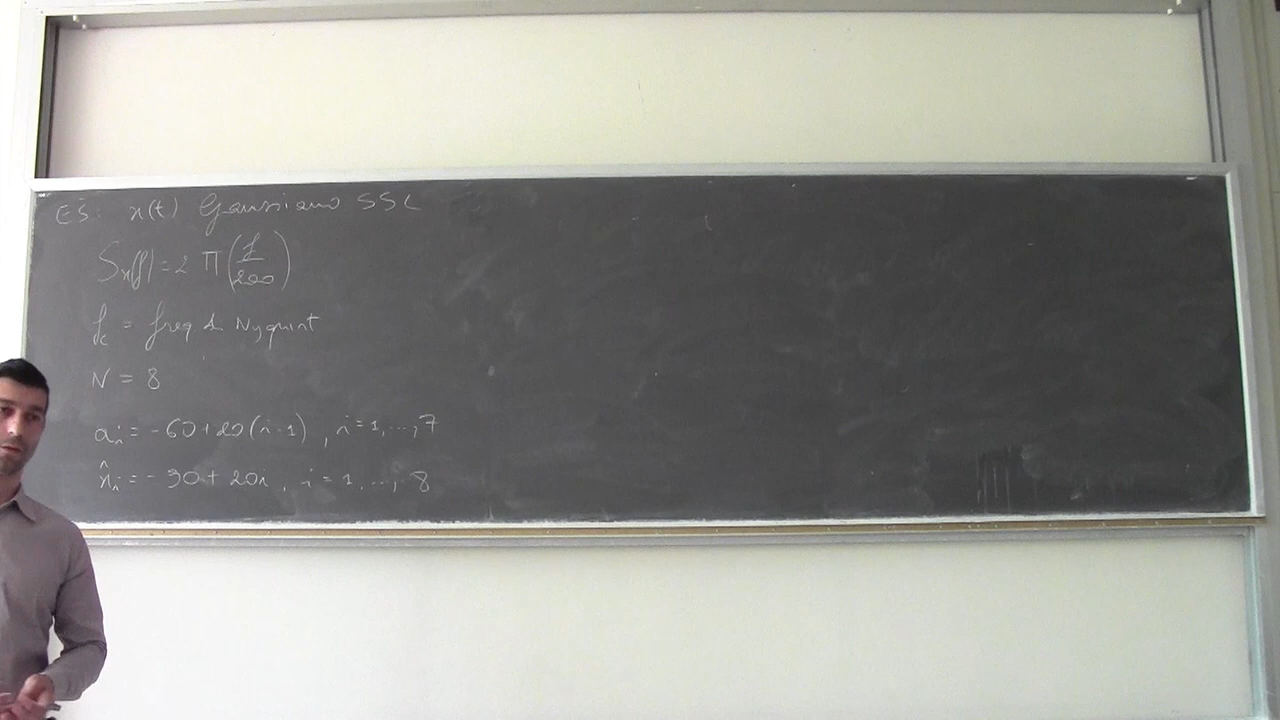 ES: x(t) Gaussiano SSL
Sx(f) = 2 Π(f/200)
fc = freq di Nyquist
N = 8
ai = -60+20(i-1), i=1,...,7
x̂i = -90+20i, i=1,...,8